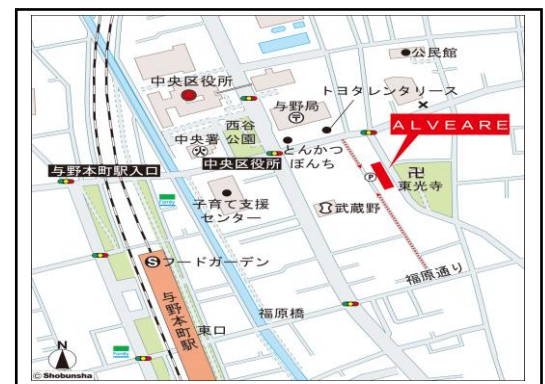 公民館
中央区役所
トヨタレンタリース
与野局
〒
ALVEARE
西谷
公園
中央署
とんかつ
ぼんち
中央区役所
P
卍
東光寺
与野本町駅入口
Family
子育て支援
センター
武蔵野
S フードガーデン
福原通り
与野本町駅
福原橋
東口
N
Family
© Shobunsha